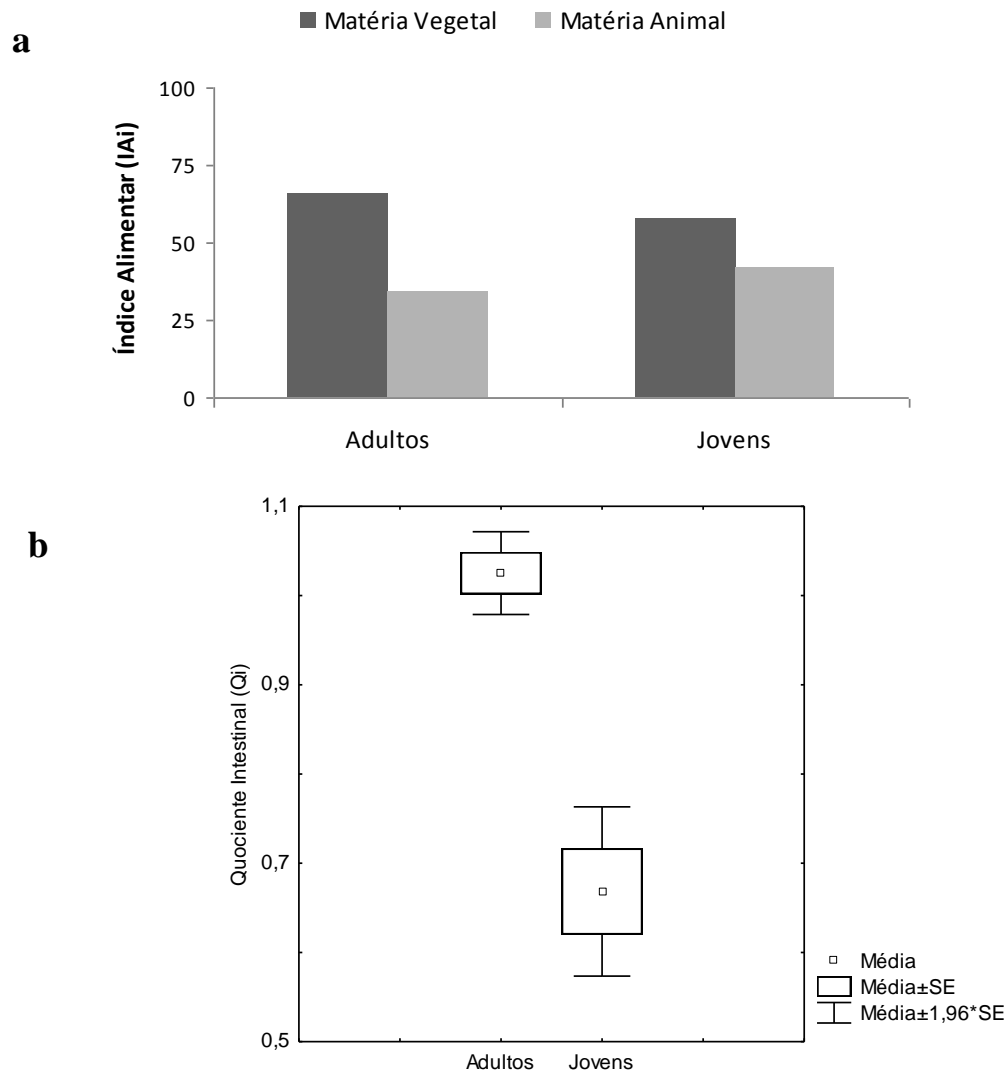 Matéria Vegetal Matéria Animal
a
Índice Alimentar (IAi)
100
75
50
25
0
Adultos Jovens
b
Quociente Intestinal (Qi)
1,1
0,9
0,7
0,5
Adultos Jovens
Média
Média±SE
Média±1,96*SE